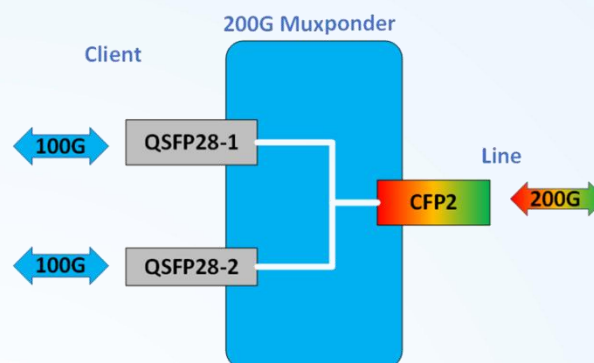 200G Muxponder
Client
100G
QSFP28-1
Line
CFP2
200G
100G
QSFP28-2